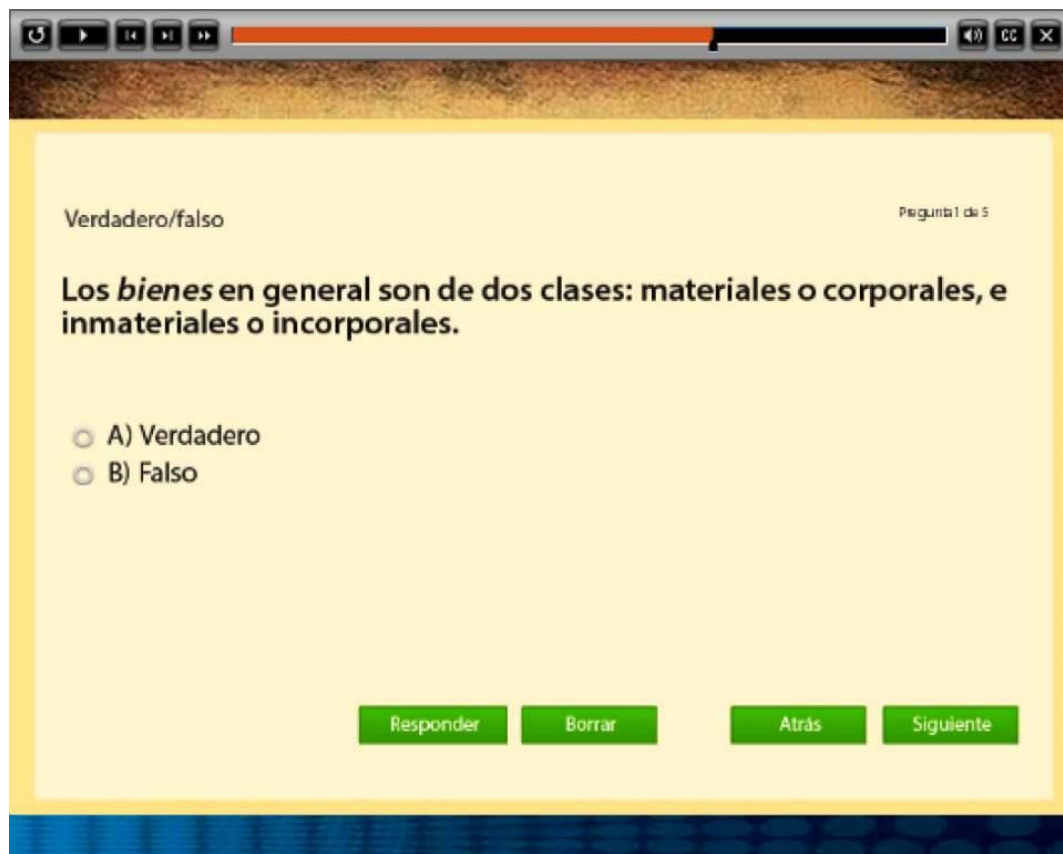 CC
Verdadero/falso
Pregunta 1 de 5
Los bienes en general son de dos clases: materiales o corporales, e
inmateriales o incorporales.
A) Verdadero
B) Falso
Responder
Borrar
Atrás
Siguiente